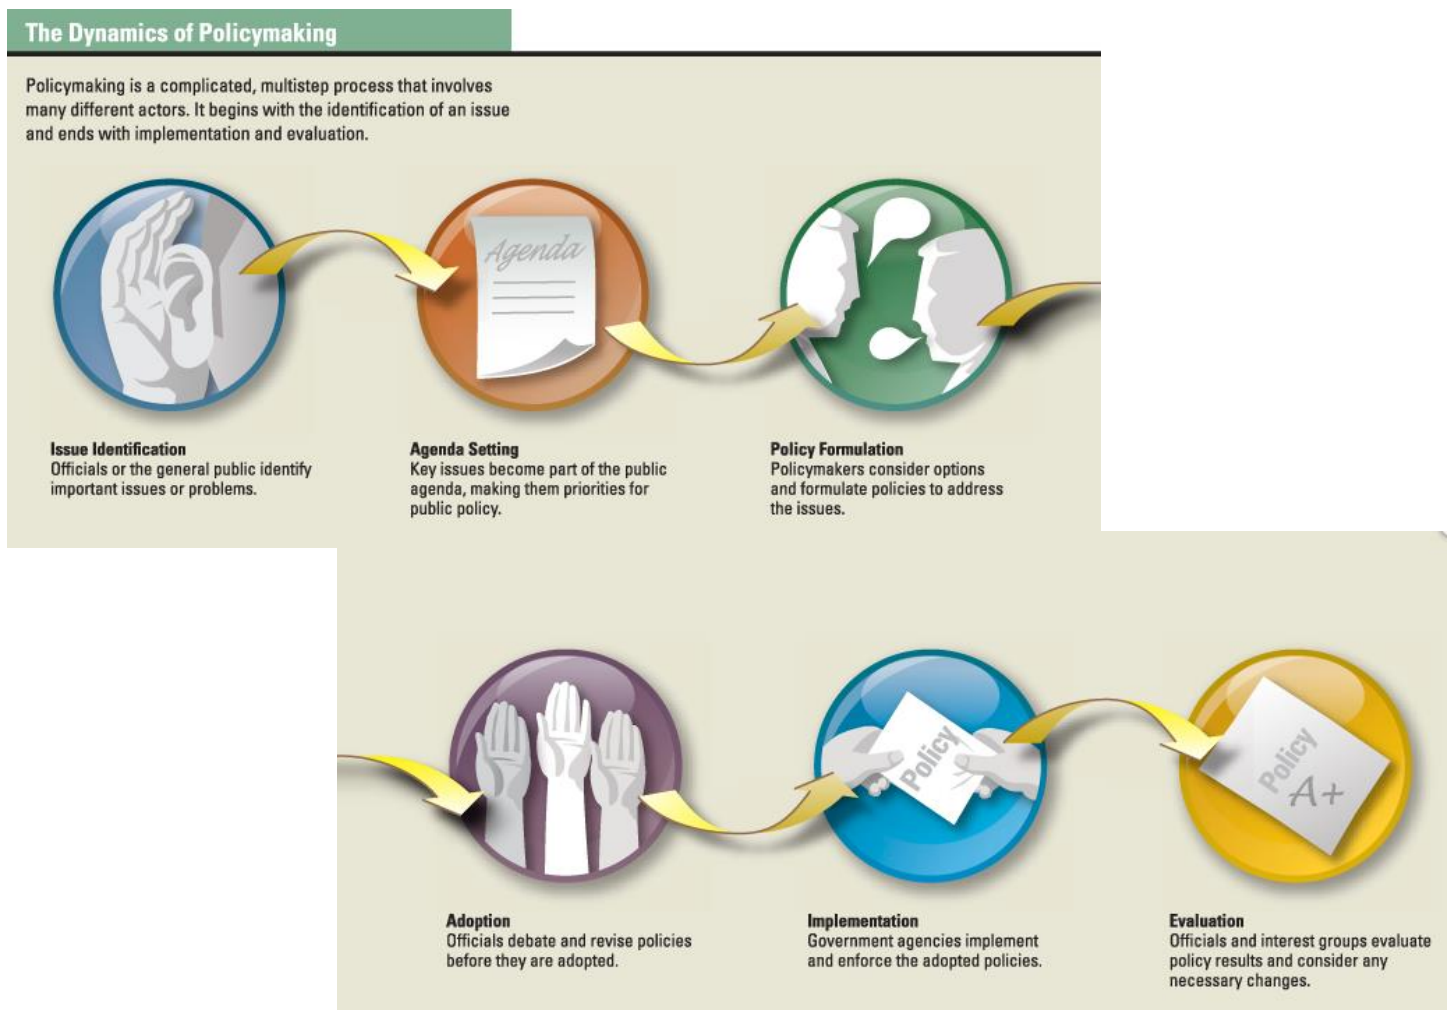 The Dynamics of Policymaking
Policymaking is a complicated, multistep process that involves
many different actors. It begins with the identification of an issue
and ends with implementation and evaluation.
Agenda
Issue Identification
Officials or the general public identify
important issues or problems.
Agenda Setting
Key issues become part of the public
agenda, making them priorities for
public policy.
Policy Formulation
Policymakers consider options
and formulate policies to address
the issues.
Policy
Policy
A+
Adoption
Officials debate and revise policies
before they are adopted.
Implementation
Government agencies implement
and enforce the adopted policies.
Evaluation
Officials and interest groups evaluate
policy results and consider any
necessary changes.